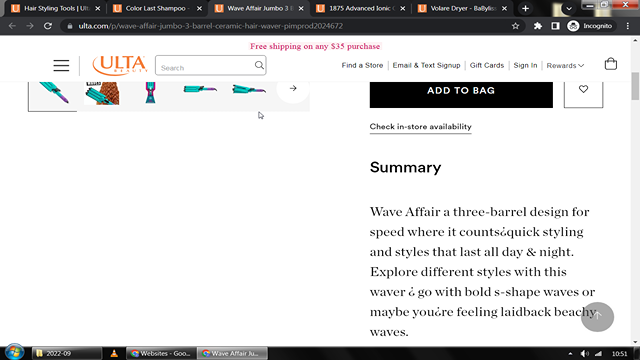 Hair Styling Tools | Ult
Color Last Shampoo -
Wave Affair Jumbo 3 B
1875 Advanced Ionic C
Volare Dryer - BaByliss
ulta.com/p/wave-affair-jumbo-3-barrel-ceramic-hair-waver-pimprod2024672
Incognito
Free shipping on any $35 purchase
ULTA
BEAUTY
Search
Find a Store
Email & Text Signup
Gift Cards
Sign In
Rewards
ADD TO BAG
Check in-store availability
Summary
Wave Affair a three-barrel design for
speed where it counts¿quick styling
and styles that last all day & night.
Explore different styles with this
waver ¿ go with bold s-shape waves or
maybe you¿re feeling laidback beachy
waves.
2022-09
Websites - Goo...
Wave Affair Ju...
10:51